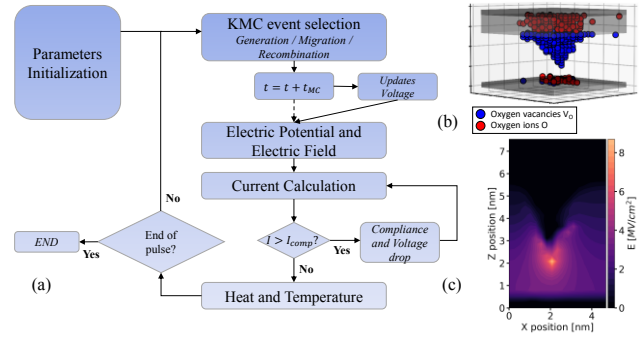 (a)
Parameters
Initialization
KMC event selection
Generation / Migration /
Recombination
t = t + t_MC
Updates
Voltage
Electric Potential and
Electric Field
Current Calculation
I > I_comp?
Yes
Compliance
and Voltage
drop
No
Heat and Temperature
End of
pulse?
No
Yes
END
(a)
(b)
Oxygen vacancies V_O
Oxygen ions O
(c)
7
6
5
4
3
2
1
0
Z position [nm]
0
2
4
X position [nm]
8
6
4
2
0
E [MV/cm²]